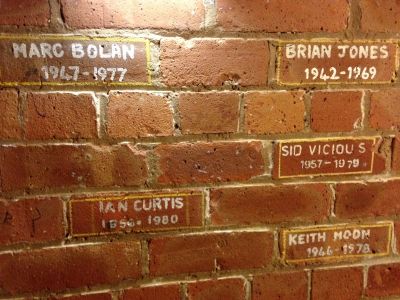 MARC BOLAN
1947-1977
BRIAN JONES
1942-1969
SID VICIOUS
1957-1979
IAN CURTIS
1956-1980
KEITH MOON
1946-1978